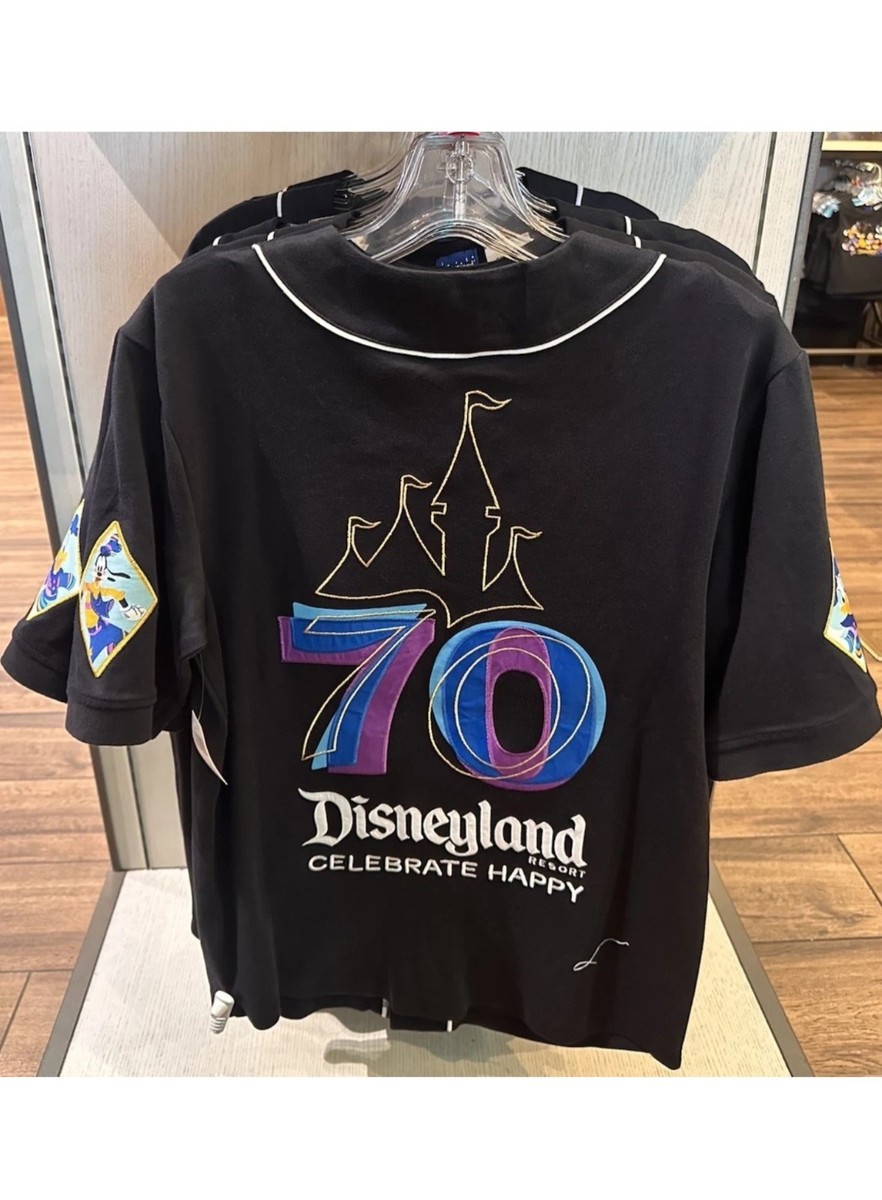 70
Disneyland
RESORT
CELEBRATE HAPPY